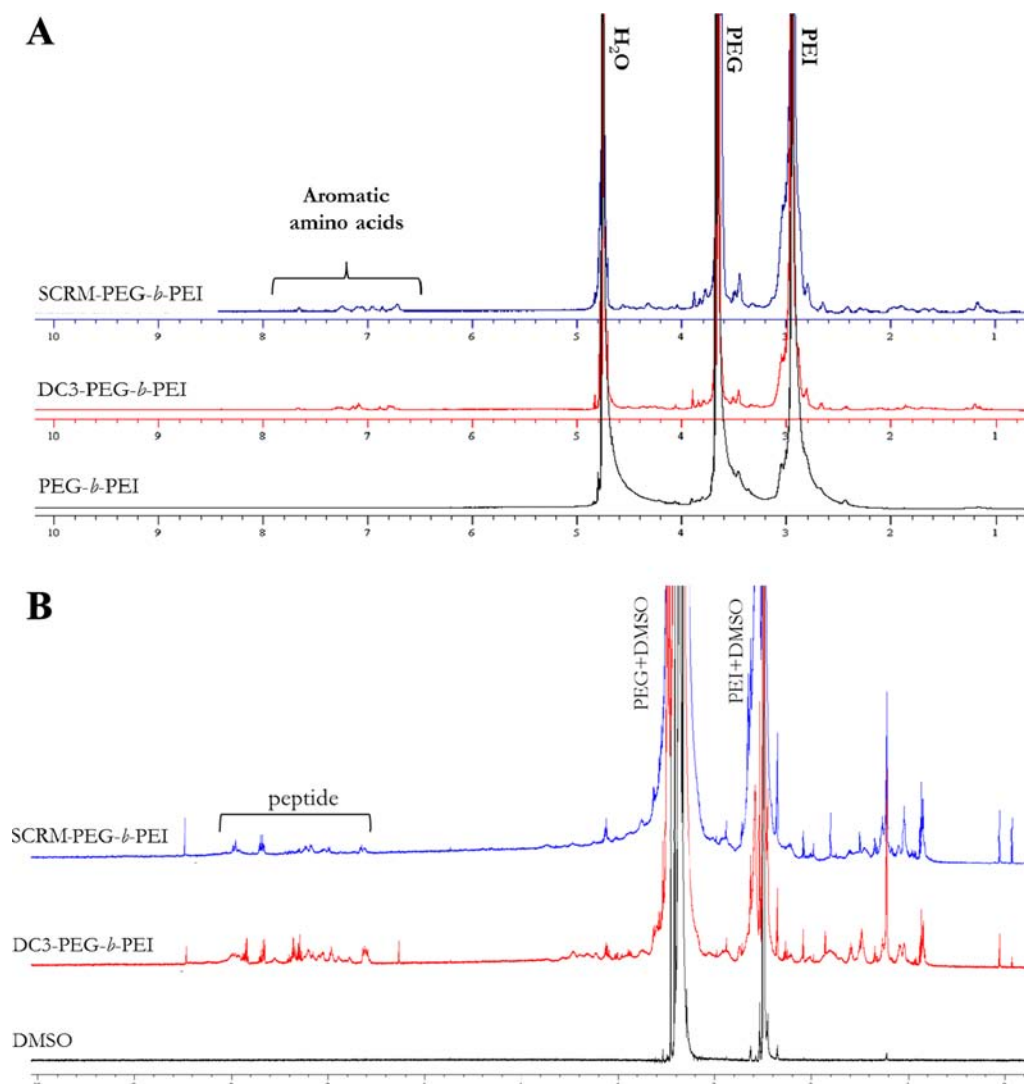 A
H₂O
PEG
PEI
Aromatic
amino acids
SCRM-PEG-b-PEI
10 9 8 7 6 5 4 3 2 1
DC3-PEG-b-PEI
10 9 8 7 6 5 4 3 2 1
PEG-b-PEI
10 9 8 7 6 5 4 3 2 1
B
PEG+DMSO
PEI+DMSO
peptide
SCRM-PEG-b-PEI
DC3-PEG-b-PEI
DMSO